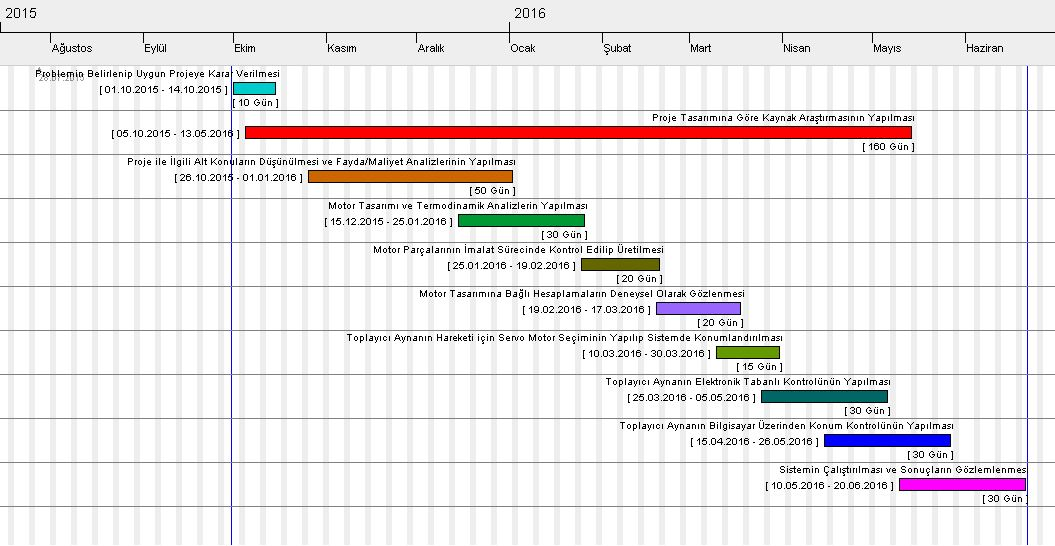 2015
2016
Ağustos
Eylül
Ekim
Kasım
Aralık
Ocak
Şubat
Mart
Nisan
Mayıs
Haziran
Problemin Belirlenip Uygun Projeye Karar Verilmesi
[ 01.10.2015 - 14.10.2015 ]
[ 10 Gün ]
Proje Tasarımına Göre Kaynak Araştırmasının Yapılması
[ 05.10.2015 - 13.05.2016 ]
[ 160 Gün ]
Proje ile İlgili Alt Konuların Düşünülmesi ve Fayda/Maliyet Analizlerinin Yapılması
[ 26.10.2015 - 01.01.2016 ]
[ 50 Gün ]
Motor Tasarımı ve Termodinamik Analizlerin Yapılması
[ 15.12.2015 - 25.01.2016 ]
[ 30 Gün ]
Motor Parçalarının İmalat Sürecinde Kontrol Edilip Üretilmesi
[ 25.01.2016 - 19.02.2016 ]
[ 20 Gün ]
Motor Tasarımına Bağlı Hesaplamaların Deneysel Olarak Gözlenmesi
[ 19.02.2016 - 17.03.2016 ]
[ 20 Gün ]
Toplayıcı Aynanın Hareketi için Servo Motor Seçiminin Yapılıp Sistemde Konumlandırılması
[ 10.03.2016 - 30.03.2016 ]
[ 15 Gün ]
Toplayıcı Aynanın Elektronik Tabanlı Kontrolünün Yapılması
[ 25.03.2016 - 05.05.2016 ]
[ 30 Gün ]
Toplayıcı Aynanın Bilgisayar Üzerinden Konum Kontrolünün Yapılması
[ 15.04.2016 - 26.05.2016 ]
[ 30 Gün ]
Sistemin Çalıştırılması ve Sonuçların Gözlemlenmes
[ 10.05.2016 - 20.06.2016 ]
[ 30 Gün ]